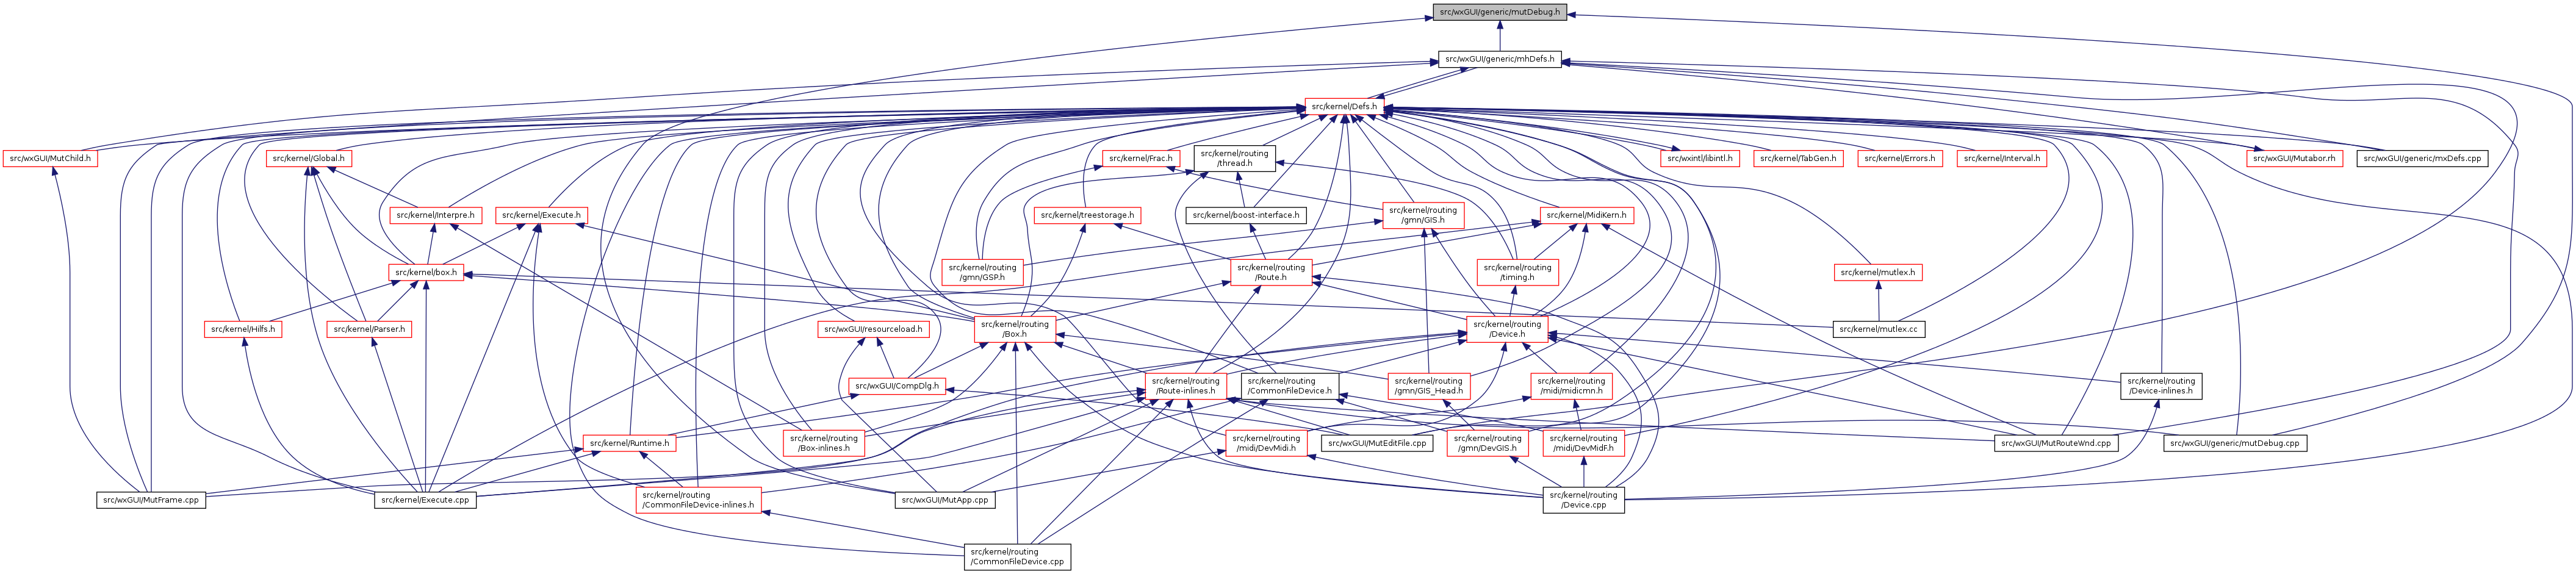 src/wxGUI/generic/mutDebug.h
src/wxGUI/generic/mhDefs.h
src/kernel/Defs.h
src/wxGUI/MutChild.h
src/kernel/Global.h
src/kernel/Frac.h
src/kernel/routing
/thread.h
src/wxintl/libintl.h
src/kernel/TabGen.h
src/kernel/Errors.h
src/kernel/Interval.h
src/wxGUI/Mutabor.rh
src/wxGUI/generic/mxDefs.cpp
src/kernel/Interpre.h
src/kernel/Execute.h
src/kernel/treestorage.h
src/kernel/boost-interface.h
src/kernel/routing
/gmn/GIS.h
src/kernel/MidiKern.h
src/kernel/box.h
src/kernel/routing
/gmn/GSP.h
src/kernel/routing
/Route.h
src/kernel/routing
/timing.h
src/kernel/mutlex.h
src/kernel/Hilfs.h
src/kernel/Parser.h
src/wxGUI/resourceload.h
src/kernel/routing
/Box.h
src/kernel/routing
/Device.h
src/kernel/mutlex.cc
src/wxGUI/CompDlg.h
src/kernel/routing
/Route-inlines.h
src/kernel/routing
/CommonFileDevice.h
src/kernel/routing
/gmn/GIS_Head.h
src/kernel/routing
/midi/midicmn.h
src/kernel/routing
/Device-inlines.h
src/kernel/Runtime.h
src/kernel/routing
/Box-inlines.h
src/kernel/routing
/midi/DevMidi.h
src/wxGUI/MutEditFile.cpp
src/kernel/routing
/gmn/DevGIS.h
src/kernel/routing
/midi/DevMidF.h
src/wxGUI/MutRouteWnd.cpp
src/wxGUI/generic/mutDebug.cpp
src/wxGUI/MutFrame.cpp
src/kernel/Execute.cpp
src/kernel/routing
/CommonFileDevice-inlines.h
src/wxGUI/MutApp.cpp
src/kernel/routing
/Device.cpp
src/kernel/routing
/CommonFileDevice.cpp